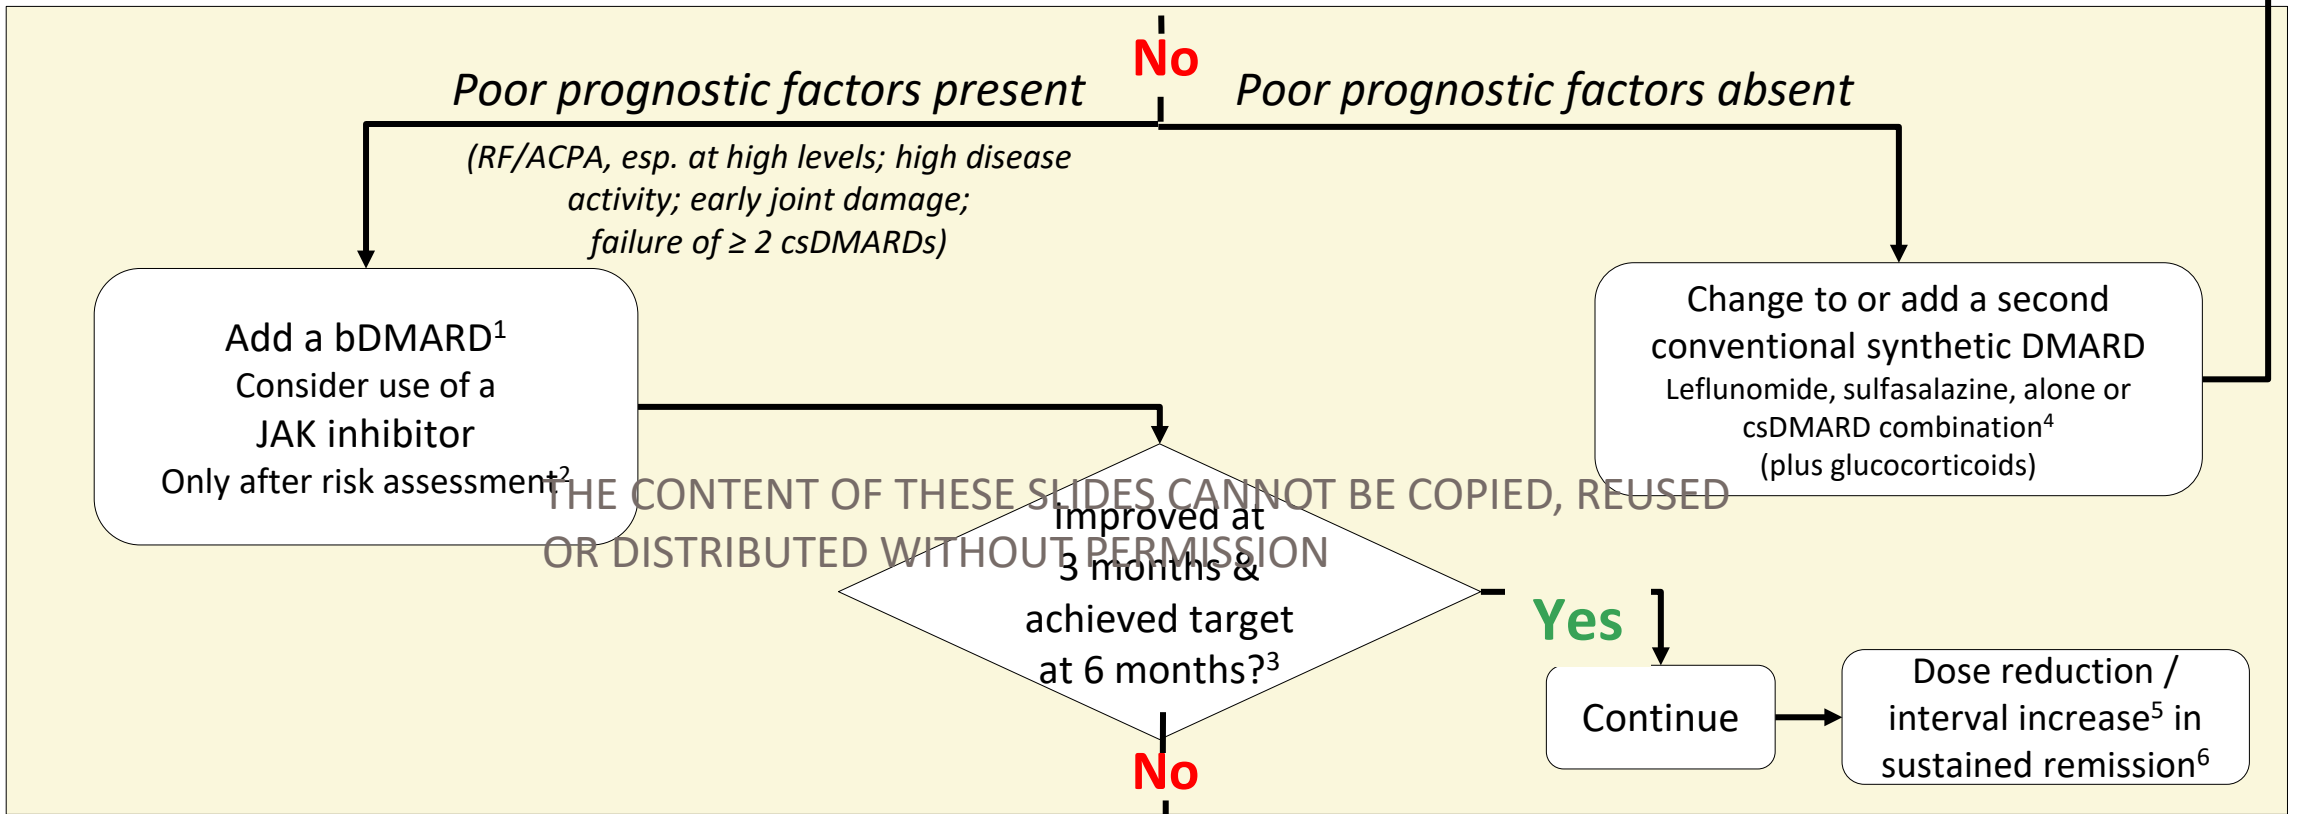 No
Poor prognostic factors present
Poor prognostic factors absent
(RF/ACPA, esp. at high levels; high disease
activity; early joint damage;
failure of ≥ 2 csDMARDs)
Add a bDMARD¹
Consider use of a
JAK inhibitor
Only after risk assessment²
Change to or add a second
conventional synthetic DMARD
Leflunomide, sulfasalazine, alone or
csDMARD combination⁴
(plus glucocorticoids)
THE CONTENT OF THESE SLIDES CANNOT BE COPIED, REUSED
OR DISTRIBUTED WITHOUT PERMISSION
Improved at
3 months &
achieved target
at 6 months?³
Yes
Continue
Dose reduction /
interval increase⁵ in
sustained remission⁶
No